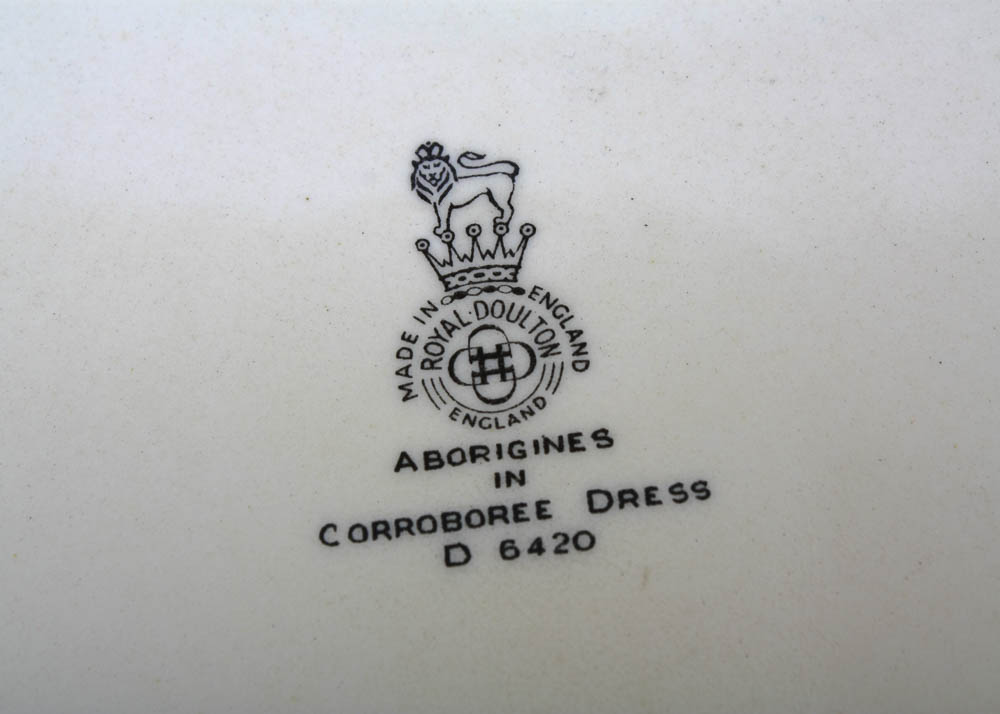 MADE IN ENGLAND
ROYAL·DOULTON
ENGLAND
ABORIGINES
IN
CORROBOREE DRESS
D 6420